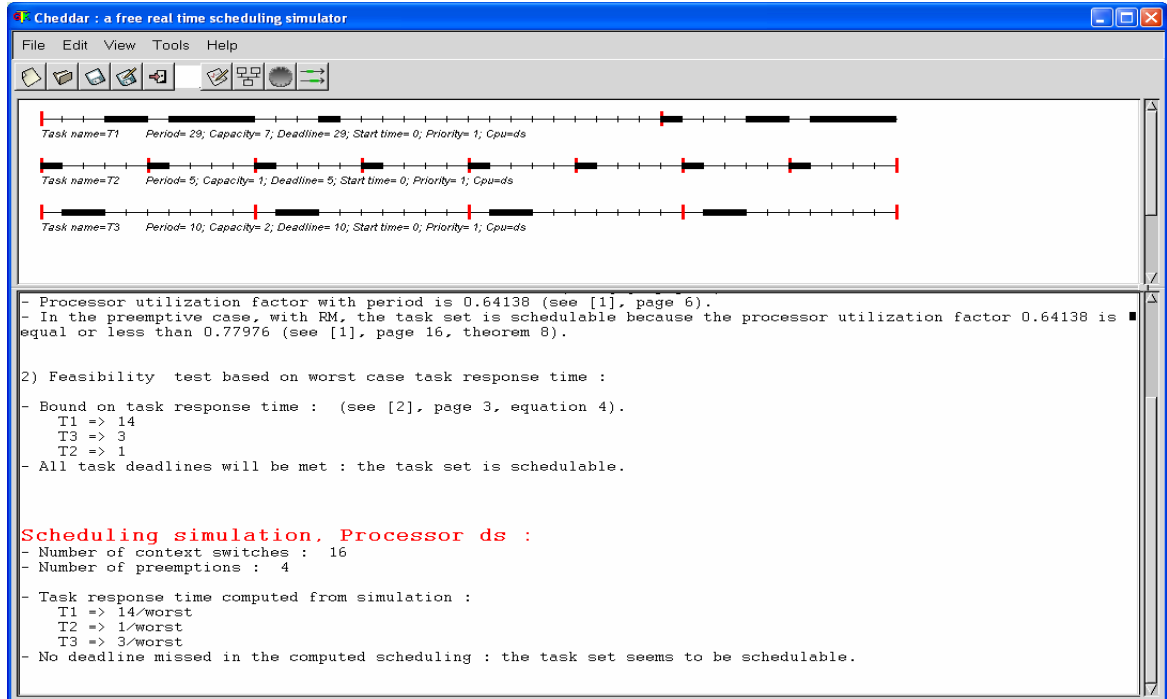 Cheddar : a free real time scheduling simulator
File Edit View Tools Help
Task name=T1 Period= 29; Capacity= 7; Deadline= 29; Start time= 0; Priority= 1; Cpu=ds
Task name=T2 Period= 5; Capacity= 1; Deadline= 5; Start time= 0; Priority= 1; Cpu=ds
Task name=T3 Period= 10; Capacity= 2; Deadline= 10; Start time= 0; Priority= 1; Cpu=ds
- Processor utilization factor with period is 0.64138 (see [1], page 6).
- In the preemptive case, with RM, the task set is schedulable because the processor utilization factor 0.64138 is
equal or less than 0.77976 (see [1], page 16, theorem 8).
2) Feasibility test based on worst case task response time :
- Bound on task response time : (see [2], page 3, equation 4).
T1 => 14
T3 => 3
T2 => 1
- All task deadlines will be met : the task set is schedulable.
Scheduling simulation, Processor ds :
- Number of context switches : 16
- Number of preemptions : 4
- Task response time computed from simulation :
T1 => 14/worst
T2 => 1/worst
T3 => 3/worst
- No deadline missed in the computed scheduling : the task set seems to be schedulable.